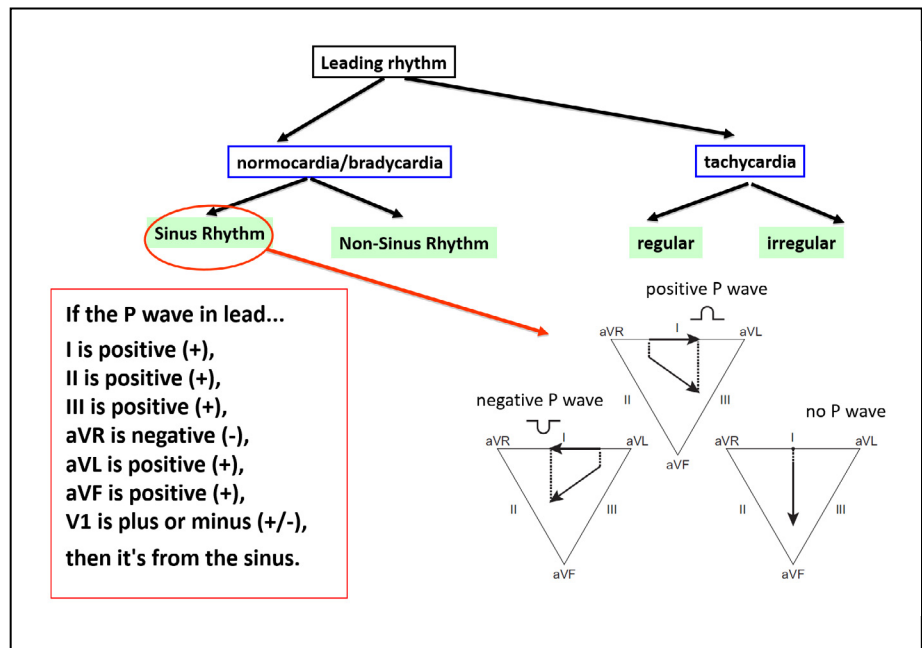 Leading rhythm
normocardia/bradycardia
tachycardia
Sinus Rhythm
Non-Sinus Rhythm
regular
irregular
If the P wave in lead...
I is positive (+),
II is positive (+),
III is positive (+),
aVR is negative (-),
aVL is positive (+),
aVF is positive (+),
V1 is plus or minus (+/-),
then it's from the sinus.
positive P wave
aVR I aVL
II III
aVF
negative P wave
aVR I aVL
II III
aVF
no P wave
aVR I aVL
II III
aVF